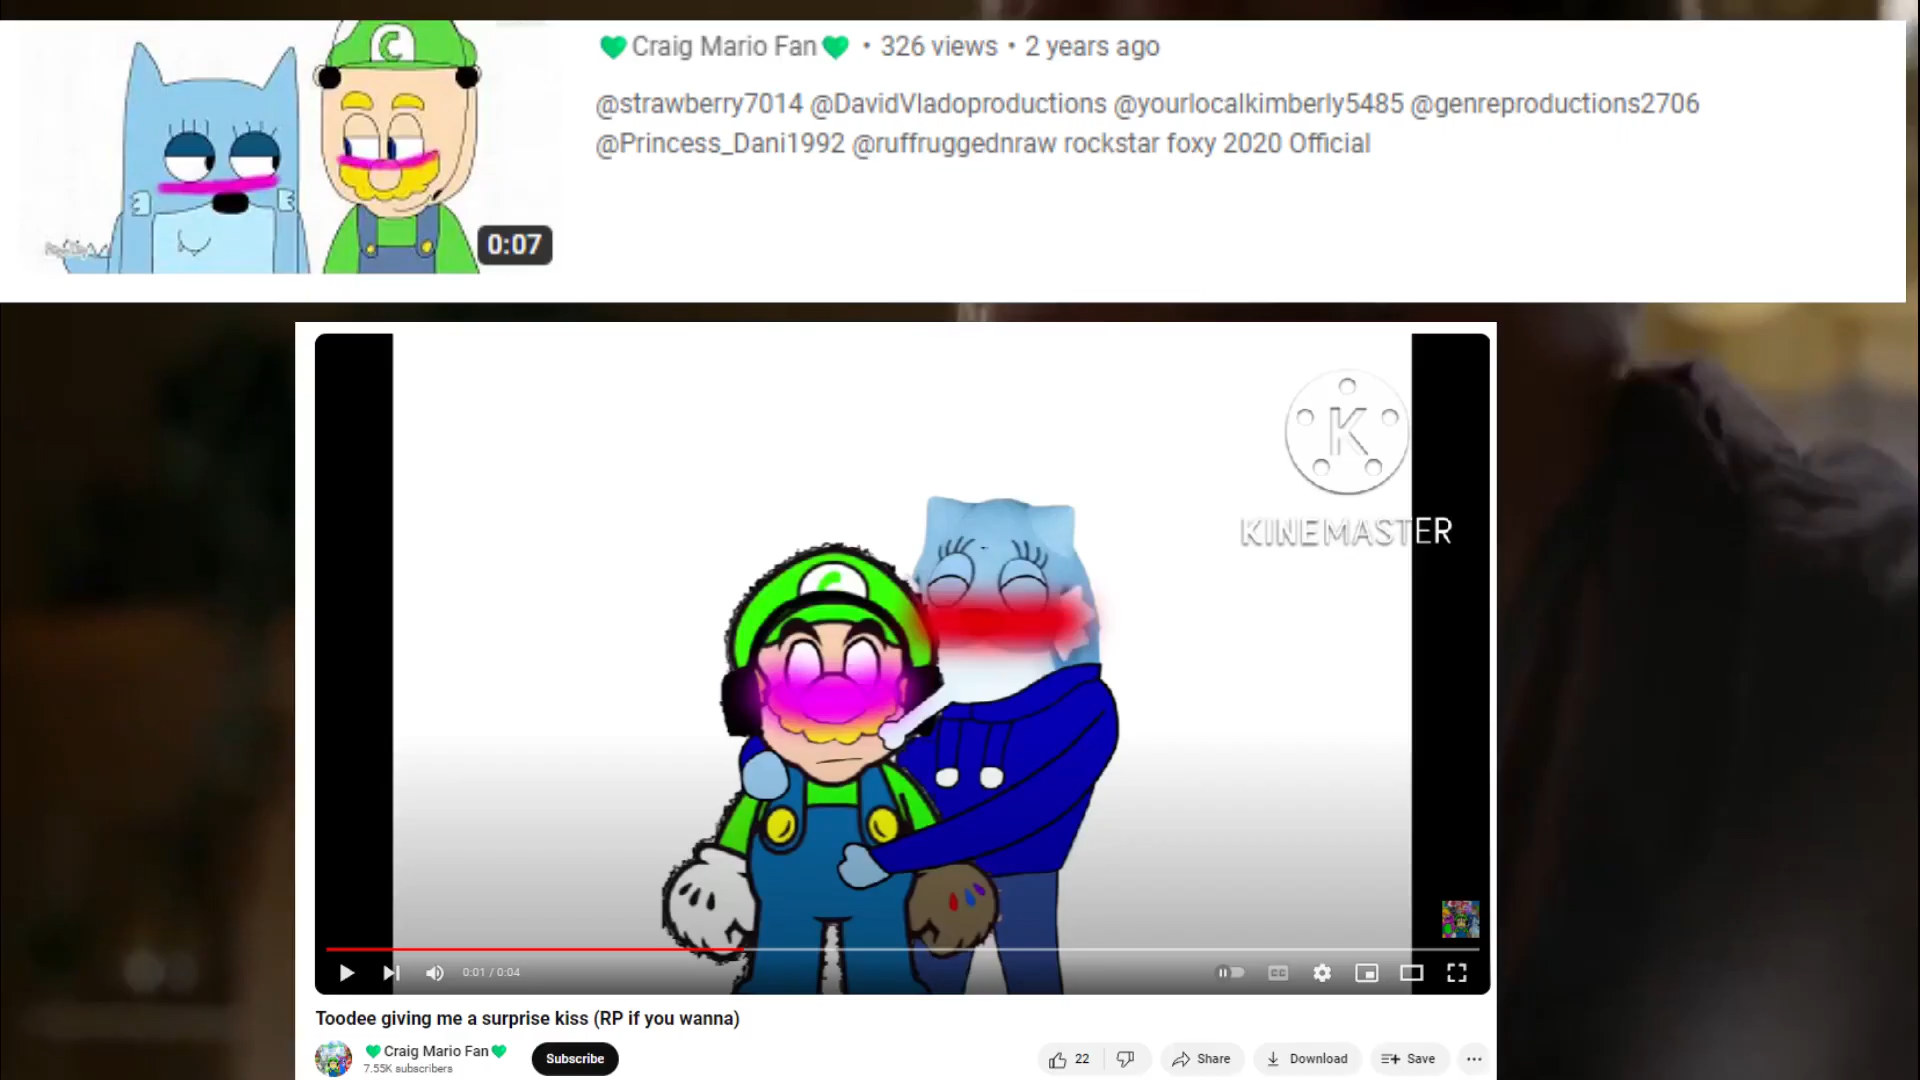 C
💚Craig Mario Fan💚 • 326 views • 2 years ago
@strawberry7014 @DavidVladoproductions @yourlocalkimberly5485 @genreproductions2706
@Princess_Dani1992 @ruffruggednraw rockstar foxy 2020 Official
0:07
K
KINEMASTER
C
0:01 / 0:04
CC
Toodee giving me a surprise kiss (RP if you wanna)
💚Craig Mario Fan💚
7.55K subscribers
Subscribe
22
Share
Download
Save